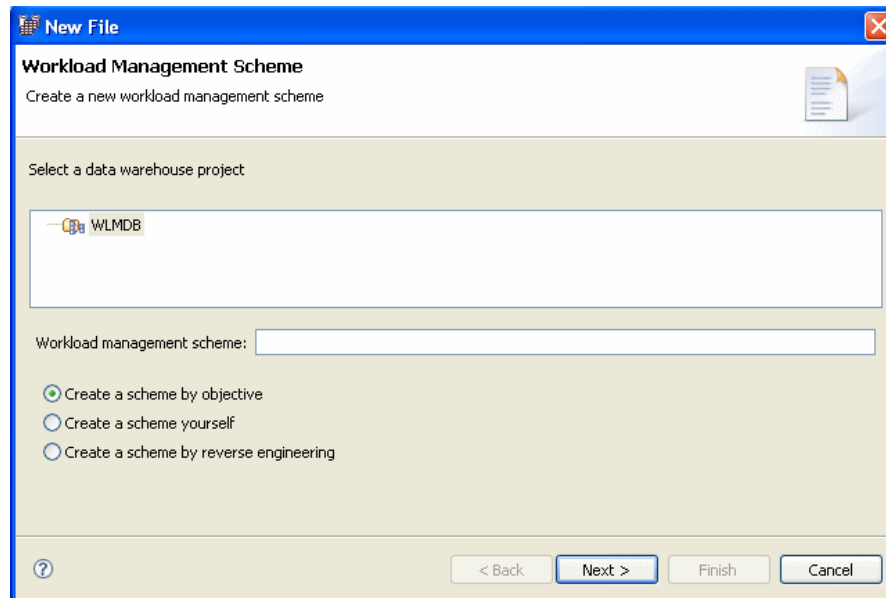 New File
Workload Management Scheme
Create a new workload management scheme
Select a data warehouse project
WLMDB
Workload management scheme:
Create a scheme by objective
Create a scheme yourself
Create a scheme by reverse engineering
? < Back Next > Finish Cancel